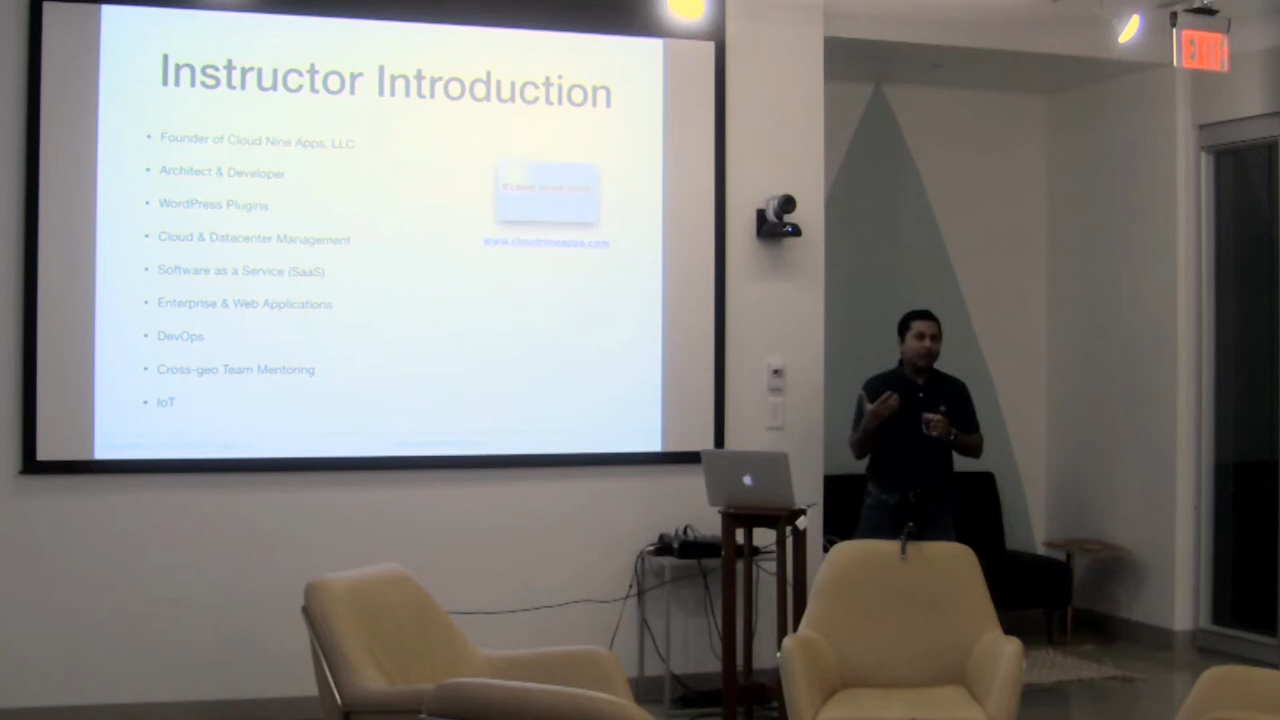 Instructor Introduction
• Founder of Cloud Nine Apps, LLC
• Architect & Developer
• WordPress Plugins
• Cloud & Datacenter Management
• Software as a Service (SaaS)
• Enterprise & Web Applications
• DevOps
• Cross-geo Team Mentoring
• IoT
www.cloudnineapps.com
EXIT